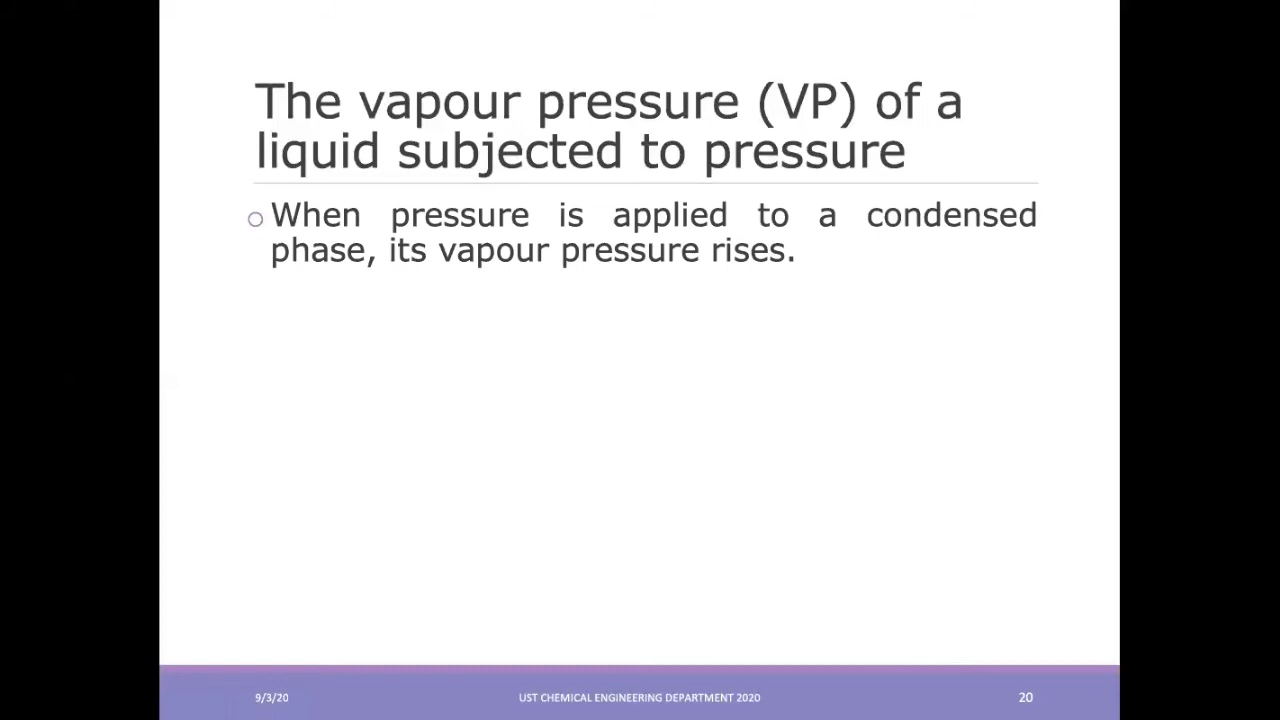 The vapour pressure (VP) of a
liquid subjected to pressure
When pressure is applied to a condensed
phase, its vapour pressure rises.
9/3/20
UST CHEMICAL ENGINEERING DEPARTMENT 2020
20